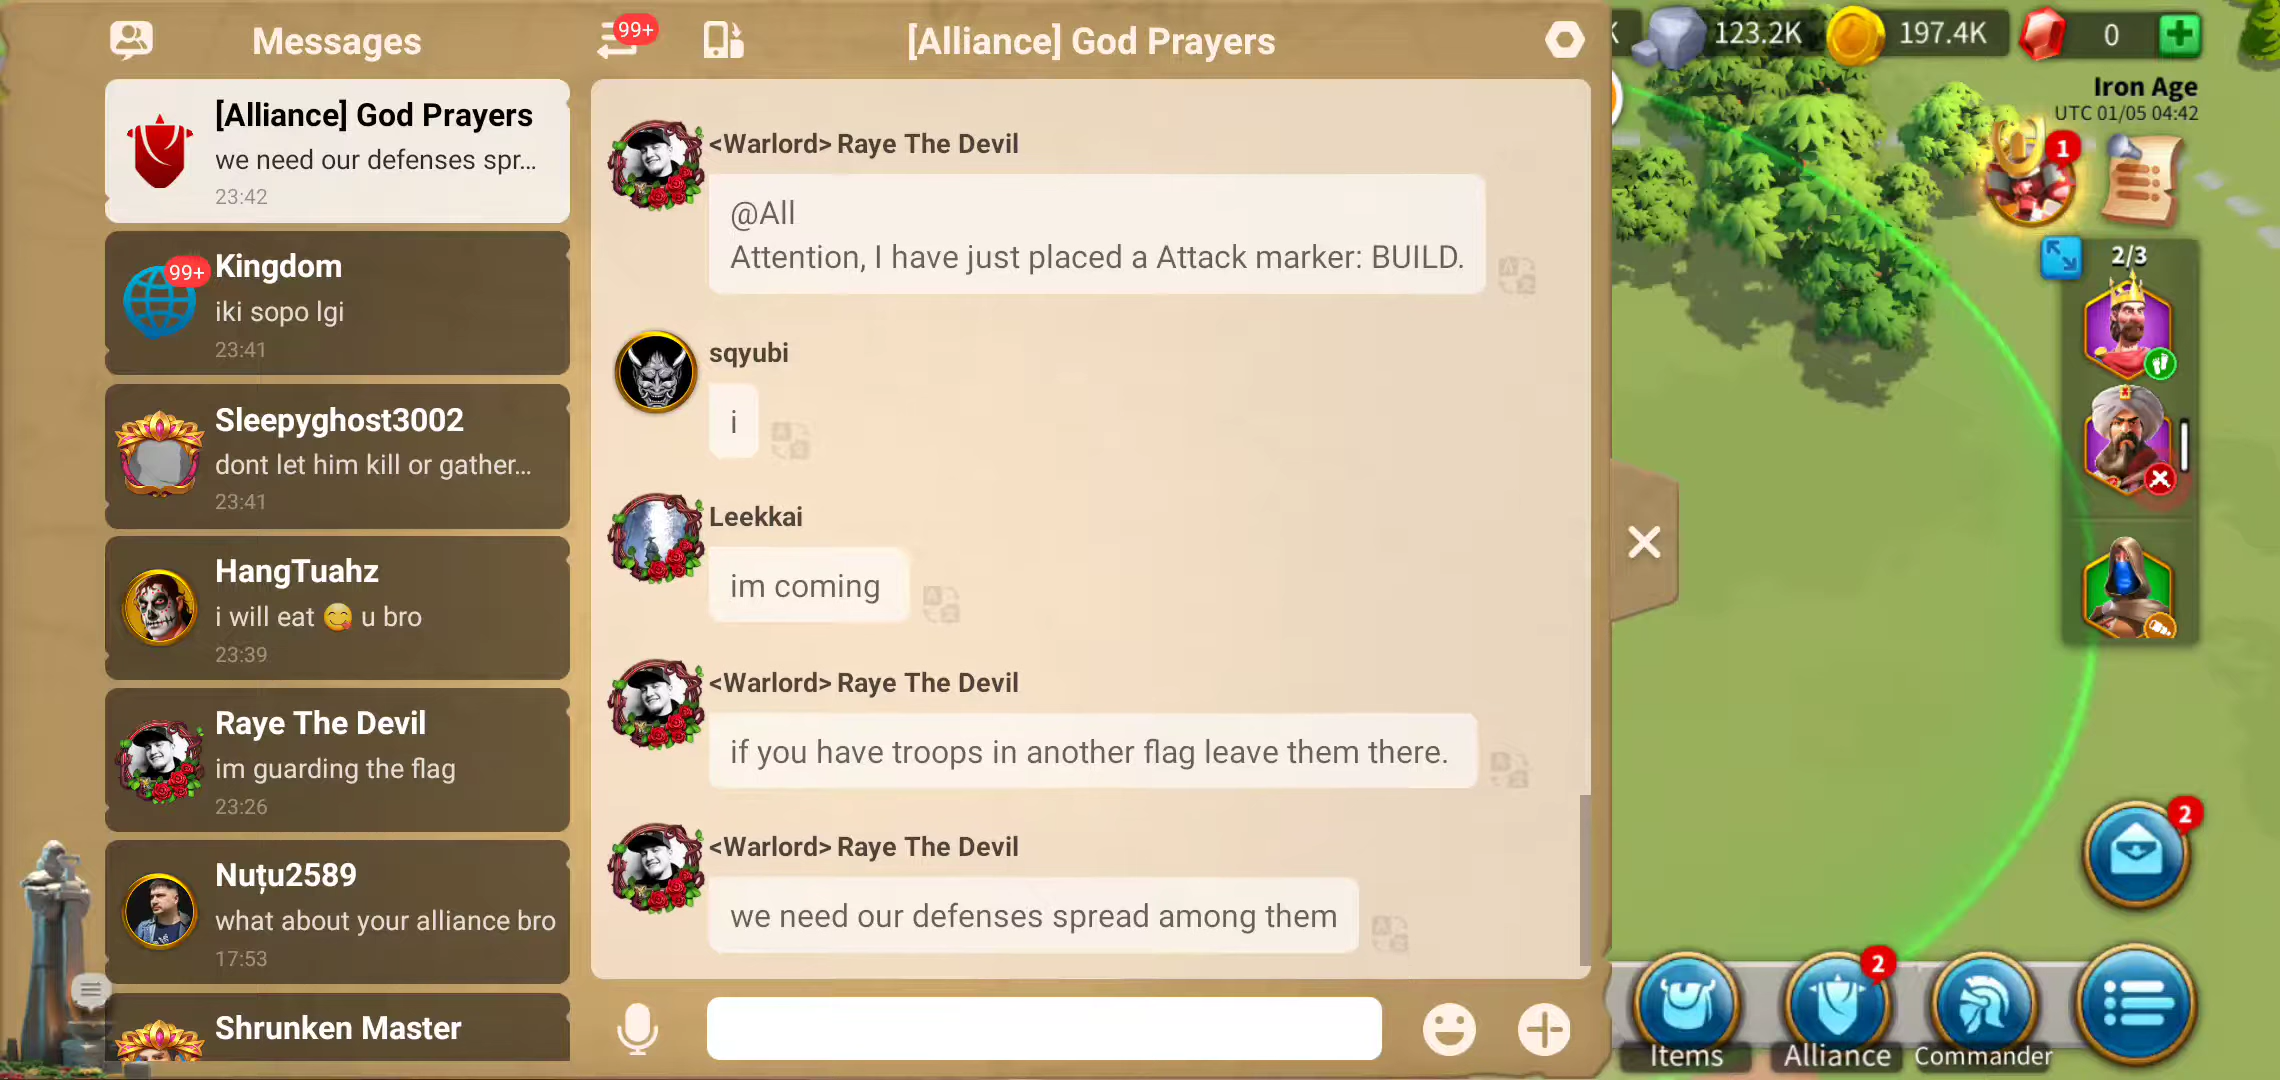 Messages
99+
[Alliance] God Prayers
[Alliance] God Prayers
we need our defenses spr...
23:42
99+
Kingdom
iki sopo lgi
23:41
Sleepyghost3002
dont let him kill or gather...
23:41
HangTuahz
i will eat 😋 u bro
23:39
Raye The Devil
im guarding the flag
23:26
Nuțu2589
what about your alliance bro
17:53
Shrunken Master
<Warlord> Raye The Devil
@All
Attention, I have just placed a Attack marker: BUILD.
sqyubi
i
Leekkai
im coming
<Warlord> Raye The Devil
if you have troops in another flag leave them there.
<Warlord> Raye The Devil
we need our defenses spread among them
K
123.2K
197.4K
0
Iron Age
UTC 01/05 04:42
1
2/3
2
2
Items
Alliance
Commander